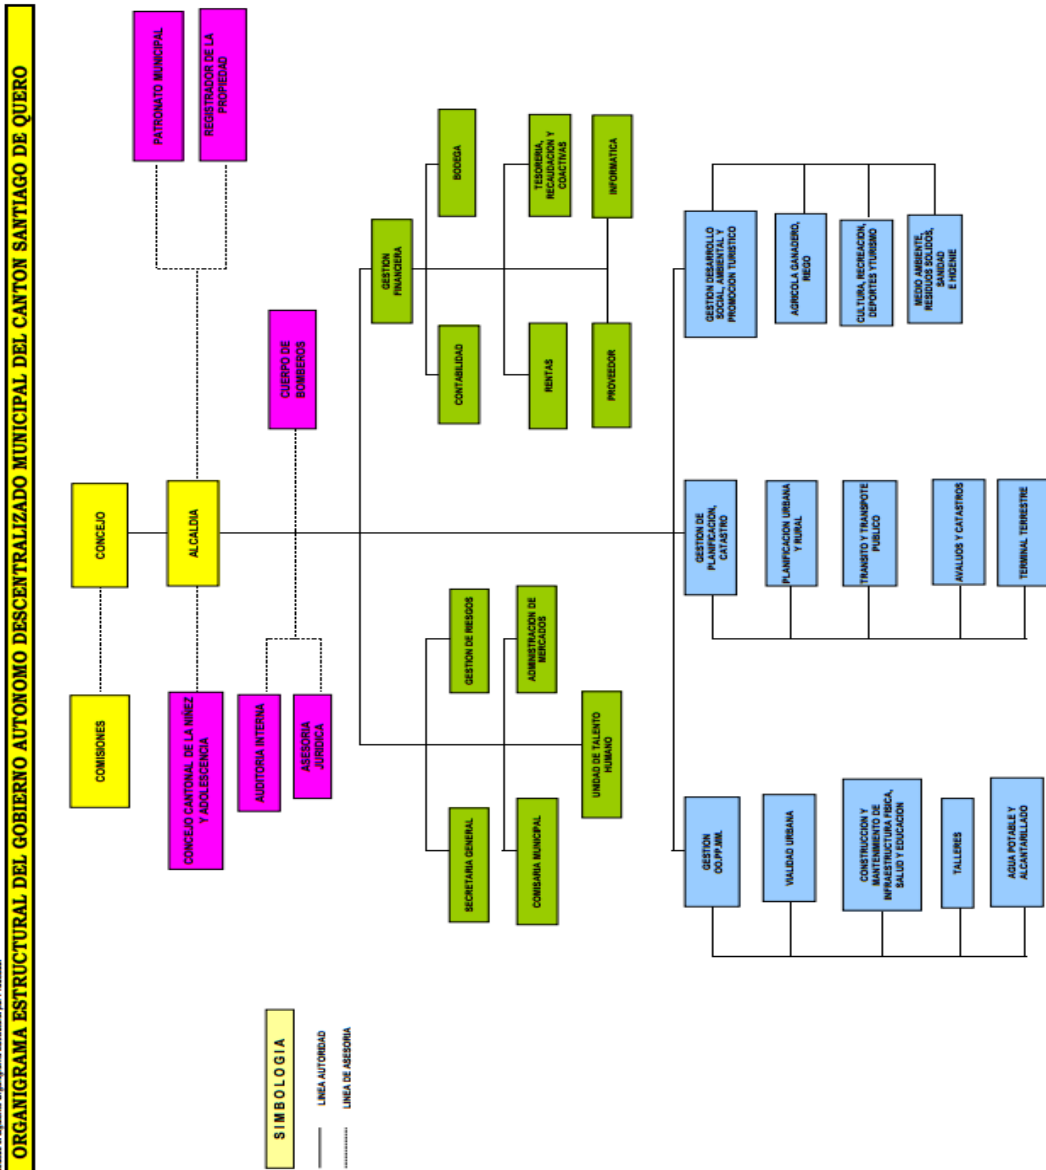 ORGANIGRAMA ESTRUCTURAL DEL GOBIERNO AUTONOMO DESCENTRALIZADO MUNICIPAL DEL CANTON SANTIAGO DE QUERO
COMISIONES
CONCEJO
PATRONATO MUNICIPAL
CONCEJO CANTONAL DE LA NIÑEZ
Y ADOLESCENCIA
ALCALDIA
REGISTRADOR DE LA
PROPIEDAD
AUDITORIA INTERNA
ASESORIA
JURIDICA
CUERPO DE
BOMBEROS
SIMBOLOGIA
LINEA AUTORIDAD
LINEA DE ASESORIA
SECRETARIA GENERAL
GESTION DE RIESGOS
COMISARIA MUNICIPAL
ADMINISTRACION DE
MERCADOS
UNIDAD DE TALENTO
HUMANO
GESTION
FINANCIERA
CONTABILIDAD
BODEGA
RENTAS
TESORERIA,
RECAUDACION Y
COACTIVAS
PROVEEDOR
INFORMATICA
GESTION
OO.PP.MM.
VIALIDAD URBANA
CONSTRUCCION Y
MANTENIMIENTO DE
INFRAESTRUCTURA FISICA,
SALUD Y EDUCACION
TALLERES
AGUA POTABLE Y
ALCANTARILLADO
GESTION DE
PLANIFICACION,
CATASTRO
PLANIFICACION URBANA
Y RURAL
TRANSITO Y TRANSPOTE
PUBLICO
AVALUOS Y CATASTROS
TERMINAL TERRESTRE
GESTION DESARROLLO
SOCIAL, AMBIENTAL Y
PROMOCION TURISTICO
AGRICOLA GANADERO,
RIEGO
CULTURA, RECREACION,
DEPORTES YTURISMO
MEDIO AMBIENTE,
RESIDUOS SOLIDOS,
SANIDAD
E HIGENIE